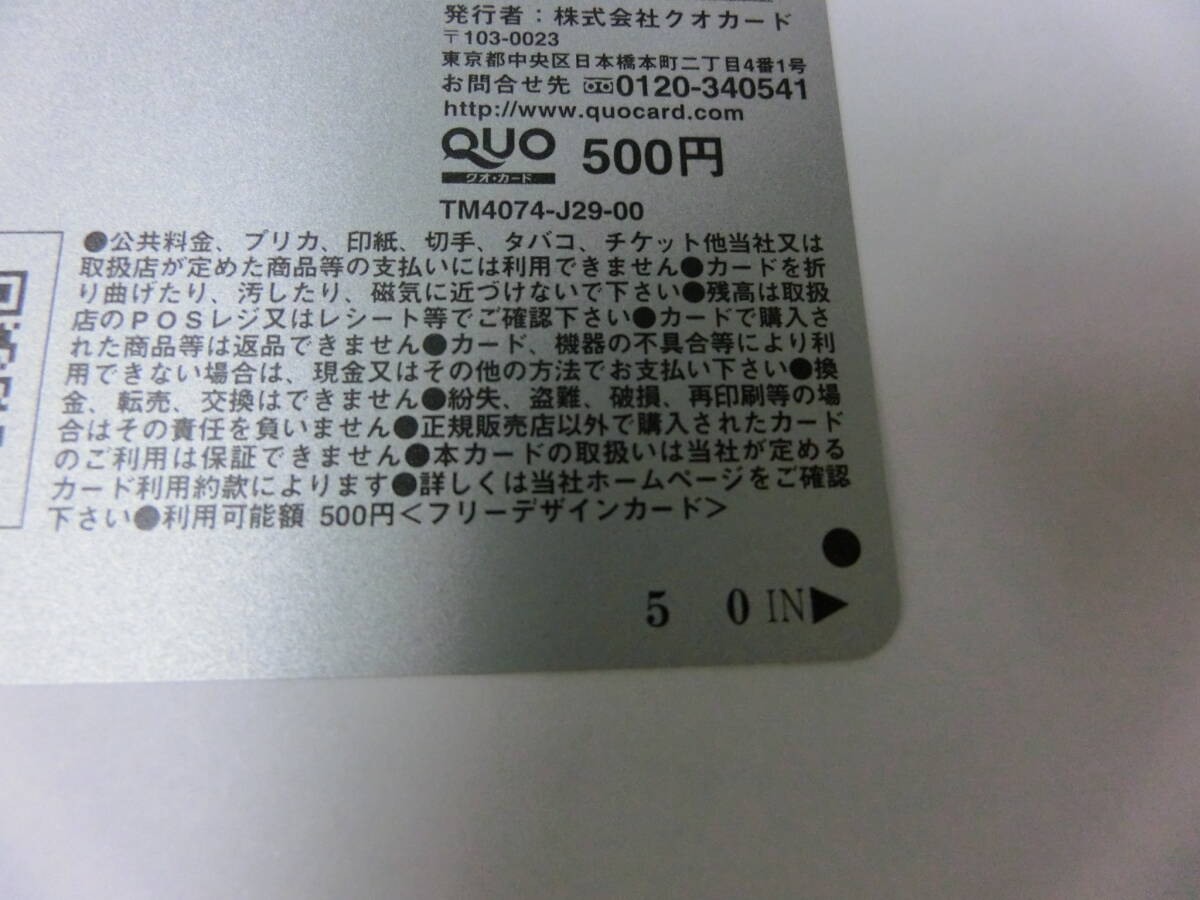 発行者：株式会社クオカード
〒103-0023
東京都中央区日本橋本町二丁目4番1号
お問合せ先 0120-340541
http://www.quocard.com
QUO 500円
クオ・カード
TM4074-J29-00
●公共料金、プリカ、印紙、切手、タバコ、チケット他当社又は
取扱店が定めた商品等の支払いには利用できません●カードを折
り曲げたり、汚したり、磁気に近づけないで下さい●残高は取扱
店のPOSレジ又はレシート等でご確認下さい●カードで購入さ
れた商品等は返品できません●カード、機器の不具合等により利
用できない場合は、現金又はその他の方法でお支払い下さい●換
金、転売、交換はできません●紛失、盗難、破損、再印刷等の場
合はその責任を負いません●正規販売店以外で購入されたカード
のご利用は保証できません●本カードの取扱いは当社が定める
カード利用約款によります●詳しくは当社ホームページをご確認
下さい●利用可能額 500円＜フリーデザインカード＞
5 0 IN▶